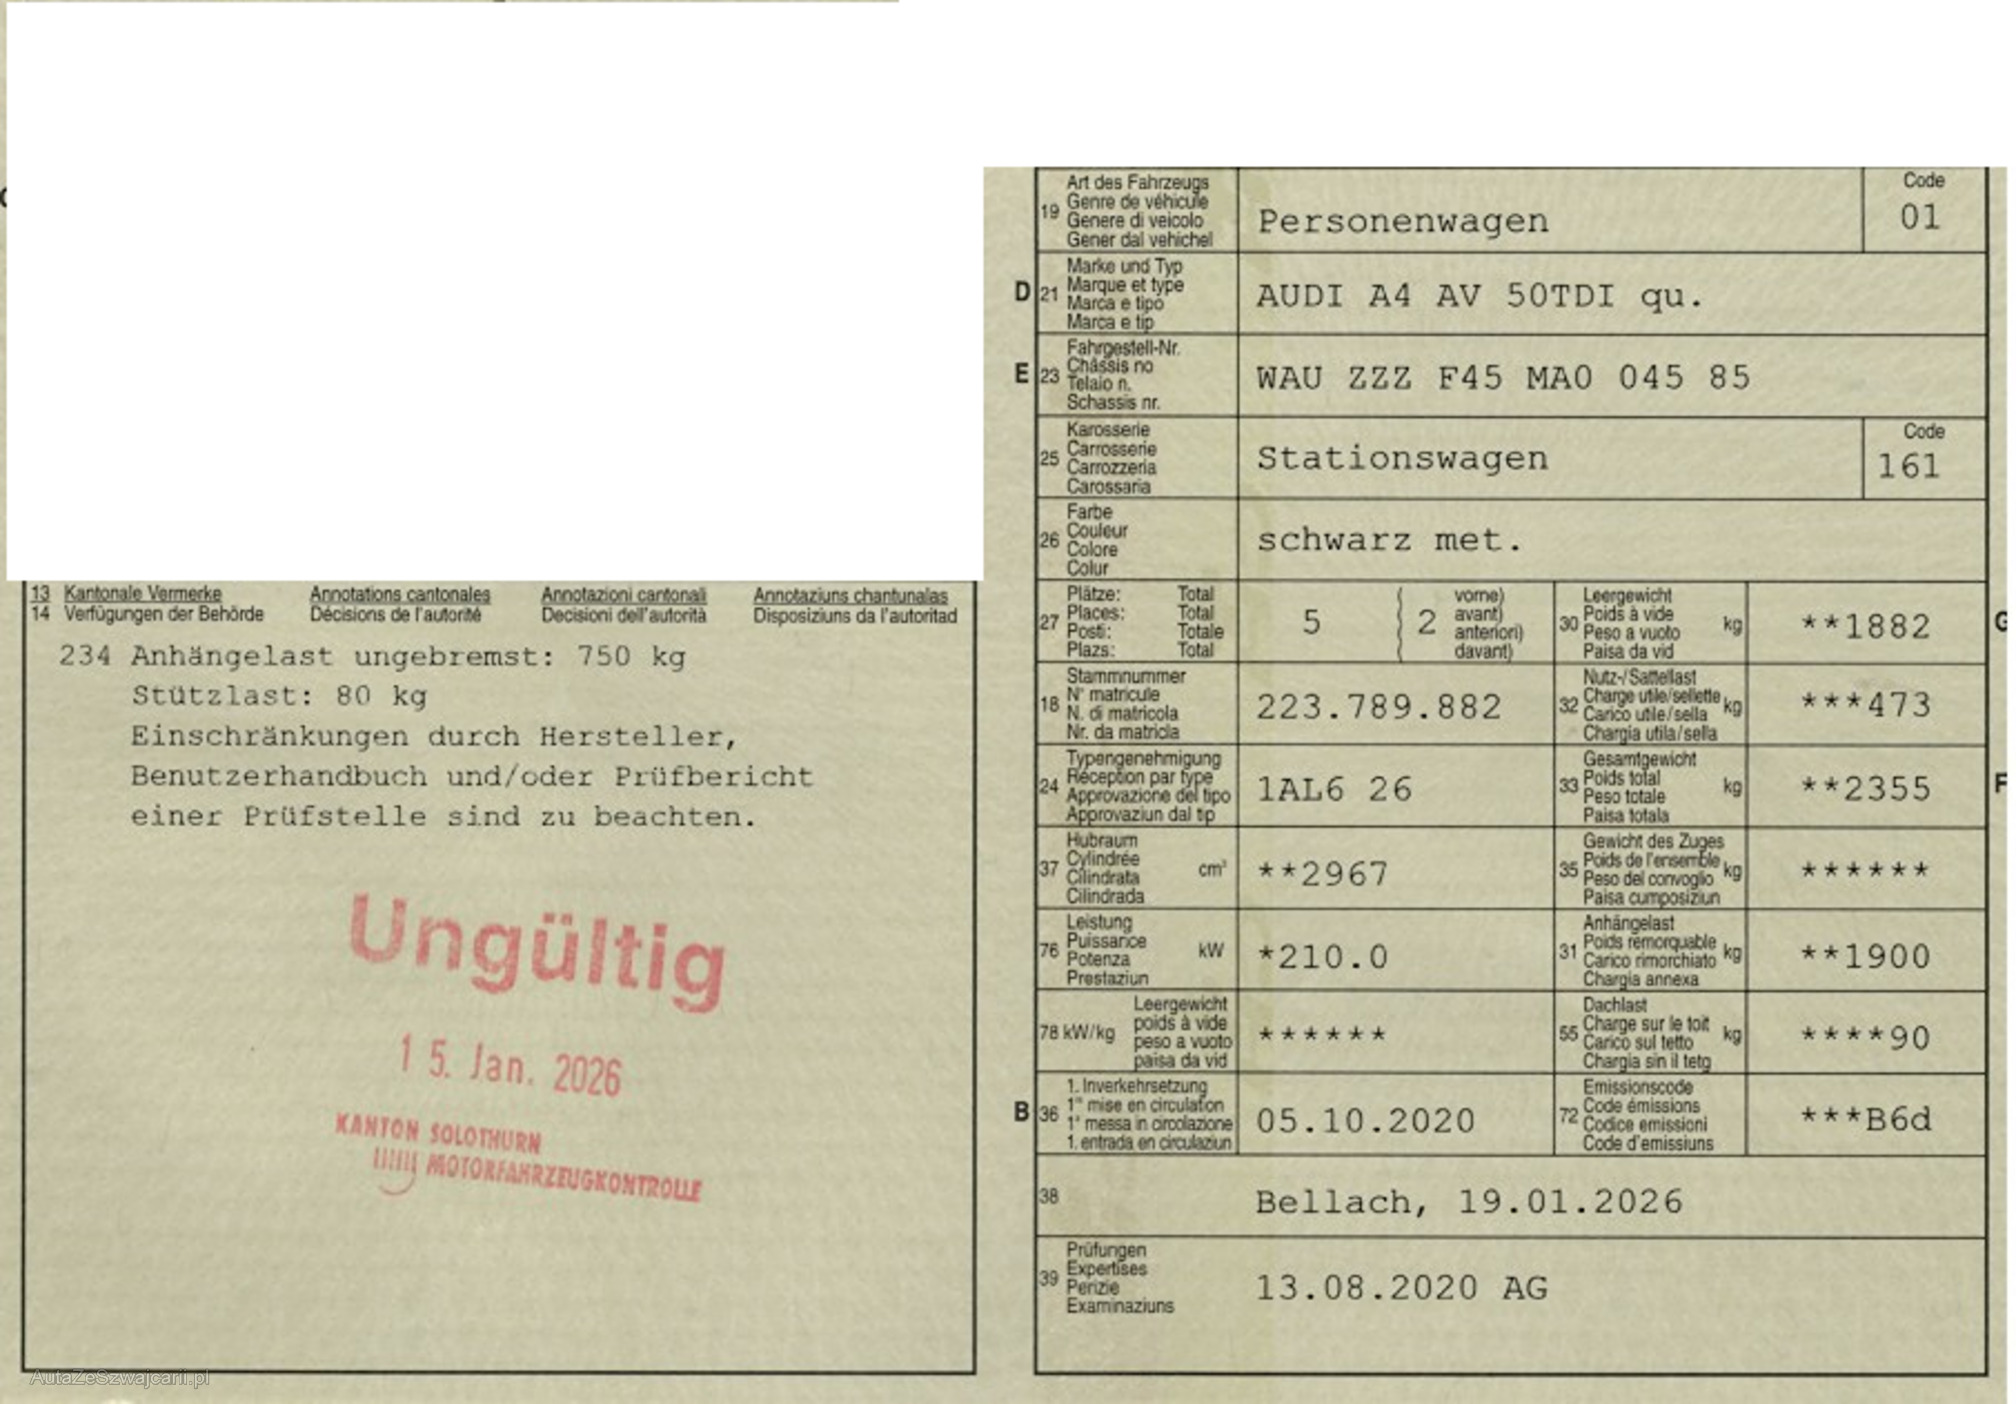 13 Kantonale Vermerke Annotations cantonales Annotazioni cantonali Annotaziuns chantunalas
14 Verfügungen der Behörde Décisions de l'autorité Decisioni dell'autorità Disposiziuns da l'autoritad
234 Anhängelast ungebremst: 750 kg
Stützlast: 80 kg
Einschränkungen durch Hersteller,
Benutzerhandbuch und/oder Prüfbericht
einer Prüfstelle sind zu beachten.
Ungültig
15. Jan. 2026
KANTON SOLOTHURN
MOTORFAHRZEUGKONTROLLE
AutaZeSzwajcarii.pl
19 Art des Fahrzeugs
Genre de véhicule
Genere di veicolo
Gener dal vehichel
Personenwagen
Code
01
D 21 Marke und Typ
Marque et type
Marca e tipo
Marca e tip
AUDI A4 AV 50TDI qu.
E 23 Fahrgestell-Nr.
Châssis no
Telaio n.
Schassis nr.
WAU ZZZ F45 MA0 045 85
25 Karosserie
Carrosserie
Carrozzeria
Carossaria
Stationswagen
Code
161
26 Farbe
Couleur
Colore
Colur
schwarz met.
27 Plätze: Total
Places: Total
Posti: Totale
Plazs: Total
5 2
vorne)
avant)
anteriori)
davant)
30 Leergewicht
Poids à vide
Peso a vuoto
Paisa da vid
kg
**1882
G
18 Stammnummer
N° matricule
N. di matricola
Nr. da matricla
223.789.882
32 Nutz-/Sattellast
Charge utile/sellette
Carico utile/sella
Chargia utila/sella
kg
***473
24 Typengenehmigung
Réception par type
Approvazione del tipo
Approvaziun dal tip
1AL6 26
33 Gesamtgewicht
Poids total
Peso totale
Paisa totala
kg
**2355
F
37 Hubraum
Cylindrée
Cilindrata
Cilindrada
cm³
**2967
35 Gewicht des Zuges
Poids de l'ensemble
Peso del convoglio
Paisa cumposiziun
kg
******
76 Leistung
Puissance
Potenza
Prestaziun
kW
*210.0
31 Anhängelast
Poids remorquable
Carico rimorchiato
Chargia annexa
kg
**1900
78 kW/kg Leergewicht
poids à vide
peso a vuoto
paisa da vid
******
55 Dachlast
Charge sur le toit
Carico sul tetto
Chargia sin il tetg
kg
****90
B 36 1. Inverkehrsetzung
1re mise en circulation
1a messa in circolazione
1. entrada en circulaziun
05.10.2020
72 Emissionscode
Code émissions
Codice emissioni
Code d'emissiuns
***B6d
38 Bellach, 19.01.2026
39 Prüfungen
Expertises
Perizie
Examinaziuns
13.08.2020 AG